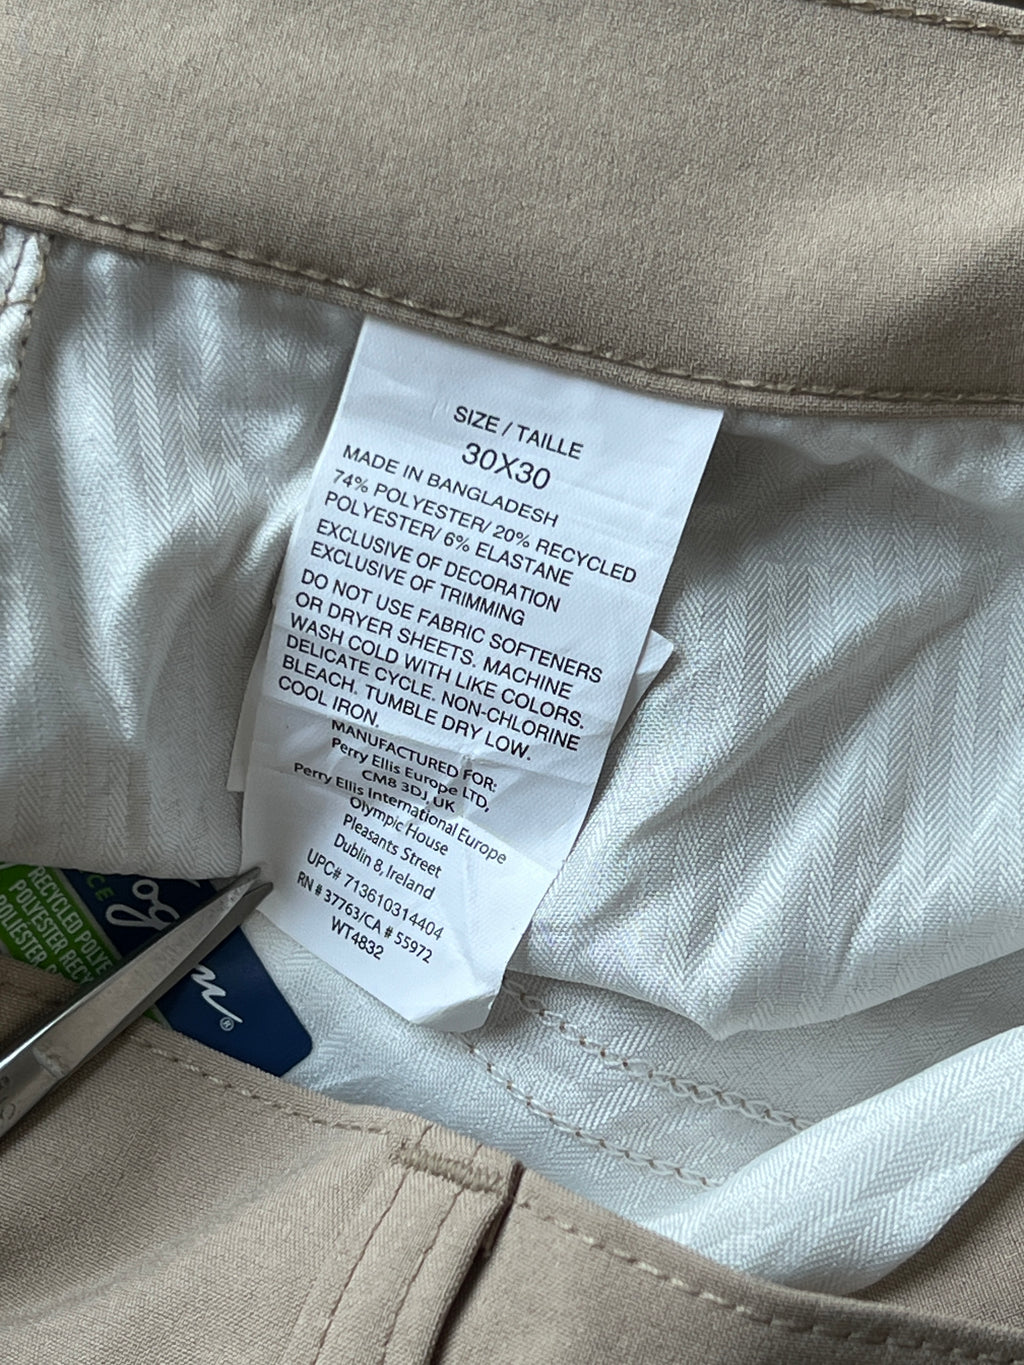 SIZE / TAILLE
30X30
MADE IN BANGLADESH
74% POLYESTER/ 20% RECYCLED
POLYESTER/ 6% ELASTANE
EXCLUSIVE OF DECORATION
EXCLUSIVE OF TRIMMING
DO NOT USE FABRIC SOFTENERS
OR DRYER SHEETS. MACHINE
WASH COLD WITH LIKE COLORS.
DELICATE CYCLE. NON-CHLORINE
BLEACH. TUMBLE DRY LOW.
COOL IRON.
MANUFACTURED FOR:
Perry Ellis Europe LTD,
CM8 3DJ, UK
Perry Ellis International Europe
Olympic House
Pleasants Street
Dublin 8, Ireland
UPC# 713610314404
RN # 37763/CA # 55972
WT4832
RECYCLED
POLYESTER
®